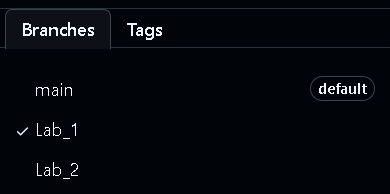 Branches Tags
main default
Lab_1
Lab_2